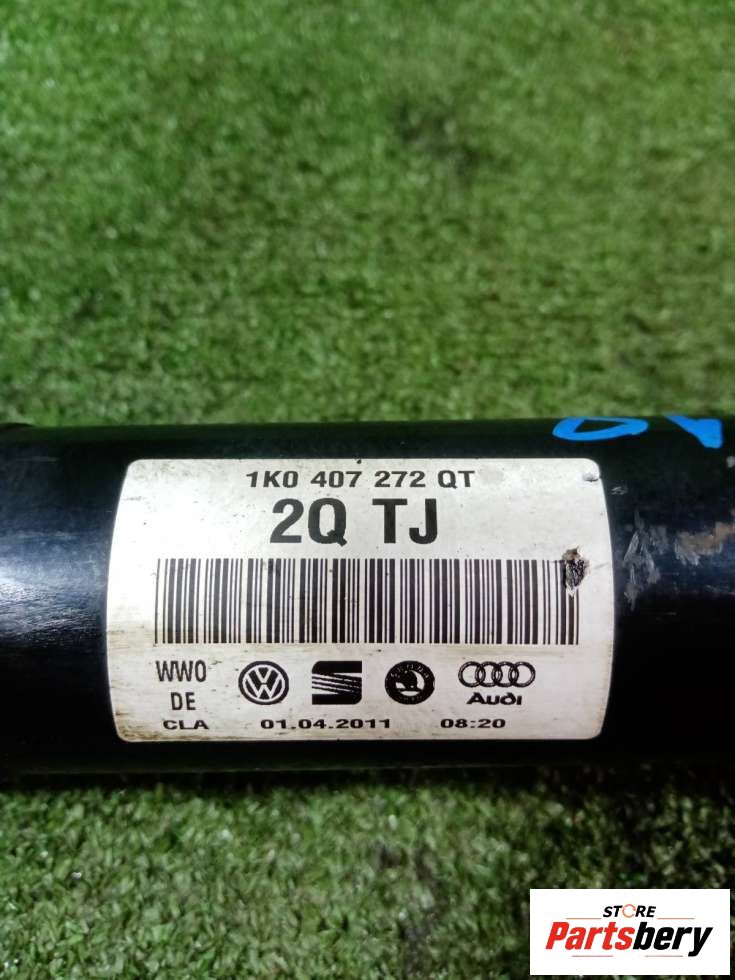 1K0 407 272 QT
2Q TJ
WWO
DE
Audi
CLA 01.04.2011 08:20
STORE
Partsbery